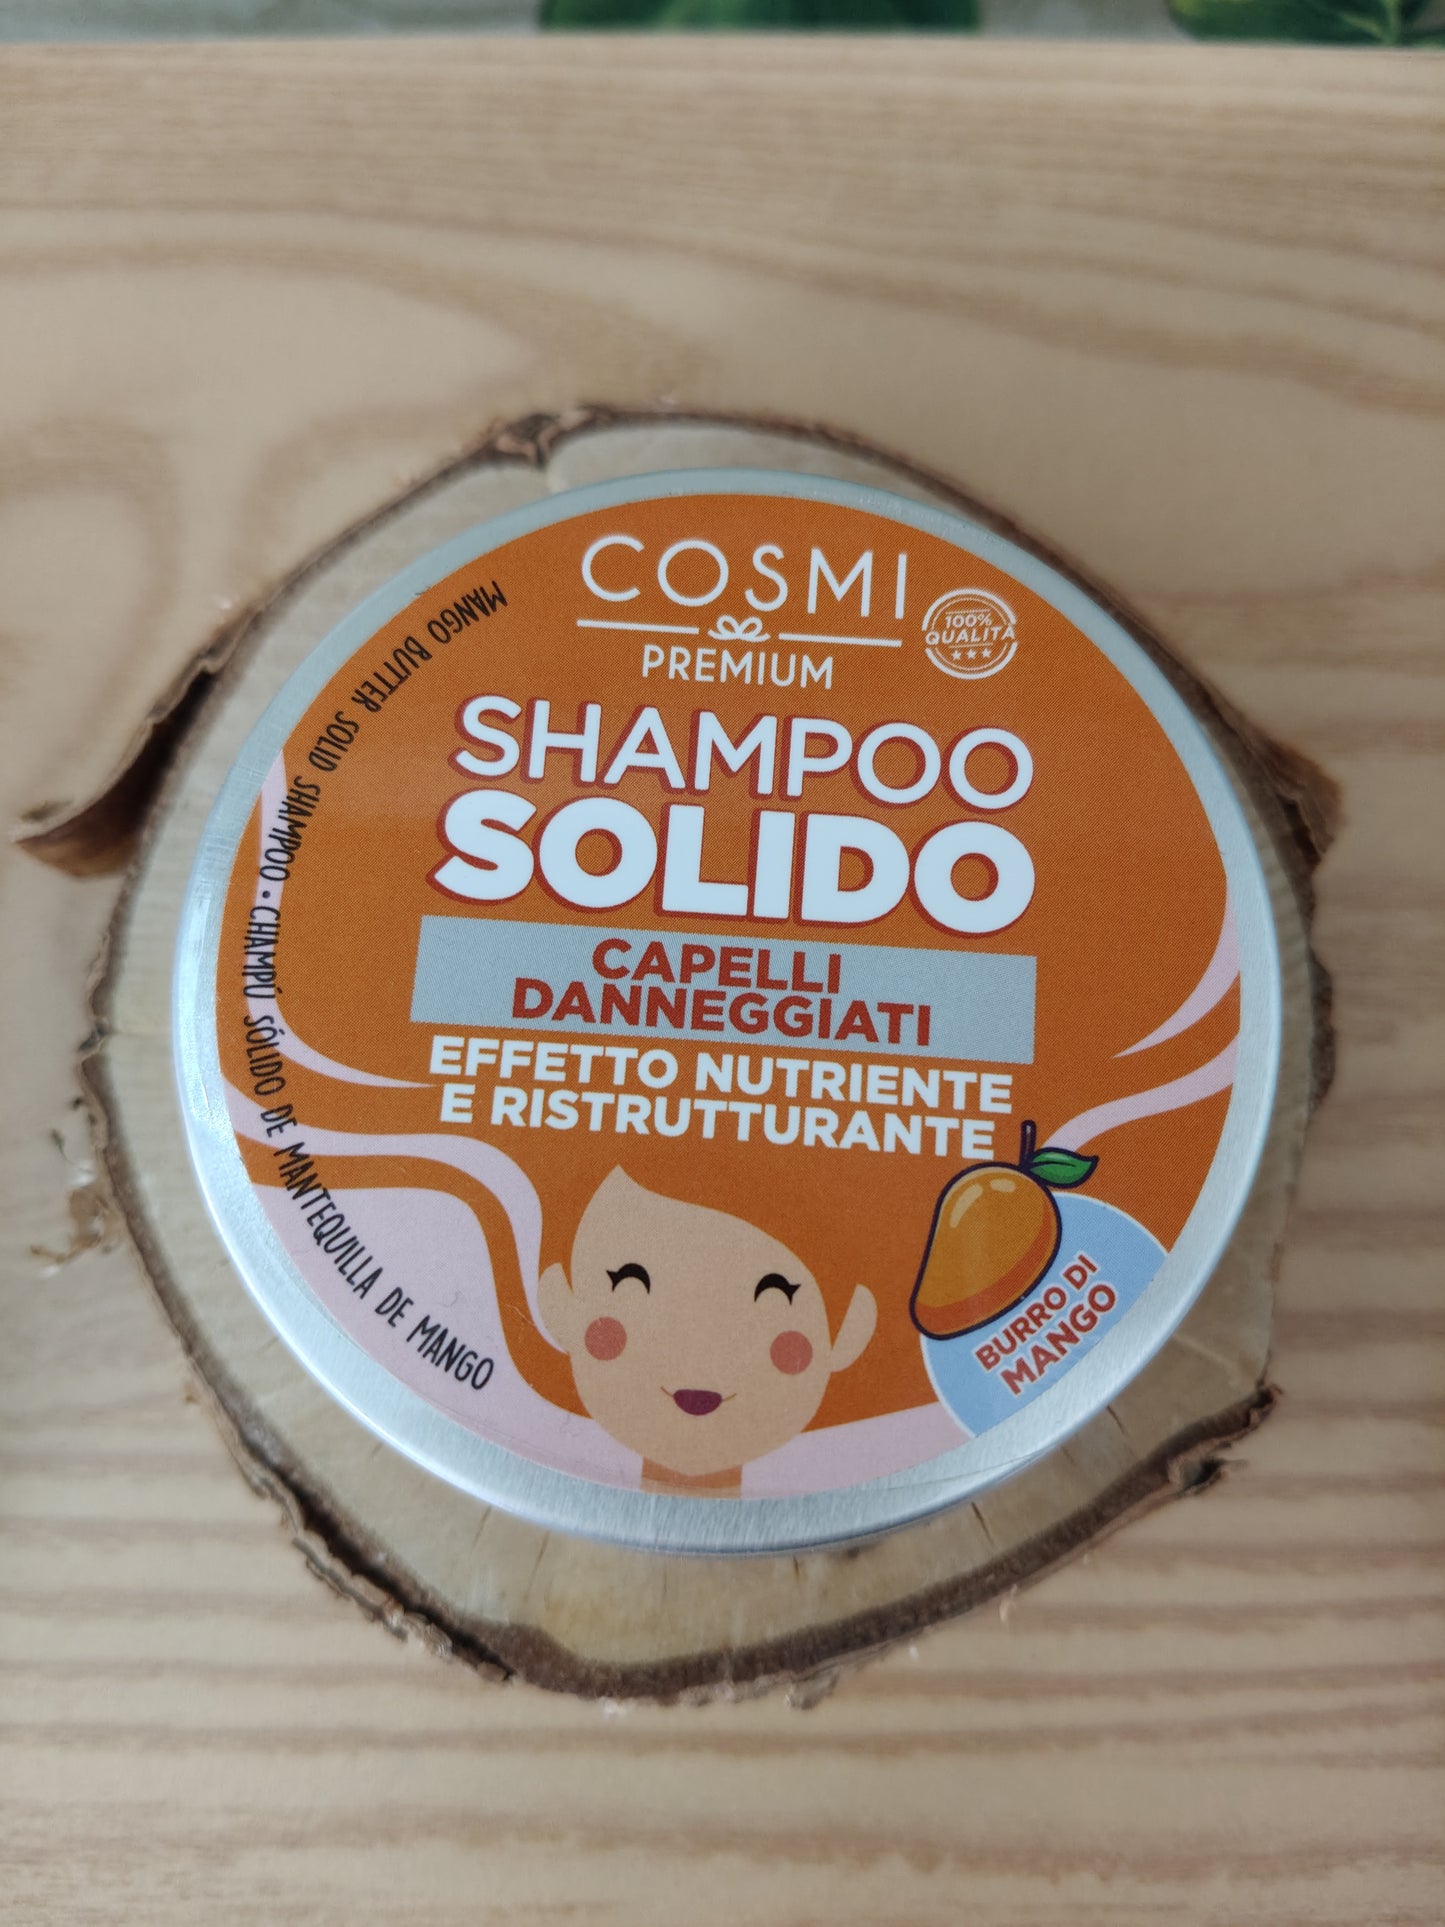 COSMI
PREMIUM
100%
QUALITÀ
SHAMPOO
SOLIDO
CAPELLI
DANNEGGIATI
EFFETTO NUTRIENTE
E RISTRUTTURANTE
BURRO DI
MANGO
MANGO BUTTER SOLID SHAMPOO • CHAMPÚ SÓLIDO DE MANTEQUILLA DE MANGO